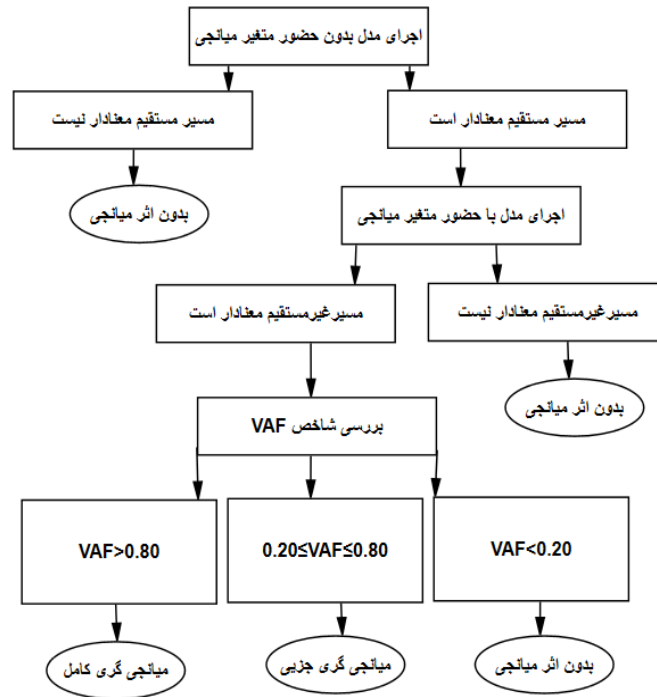 اجرای مدل بدون حضور متغیر میانجی
مسیر مستقیم معنادار است
مسیر مستقیم معنادار نیست
بدون اثر میانجی
اجرای مدل با حضور متغیر میانجی
مسیرغیرمستقیم معنادار نیست
مسیرغیرمستقیم معنادار است
بدون اثر میانجی
بررسی شاخص VAF
VAF<0.20
0.20≤VAF≤0.80
VAF>0.80
بدون اثر میانجی
میانجی گری جزیی
میانجی گری کامل